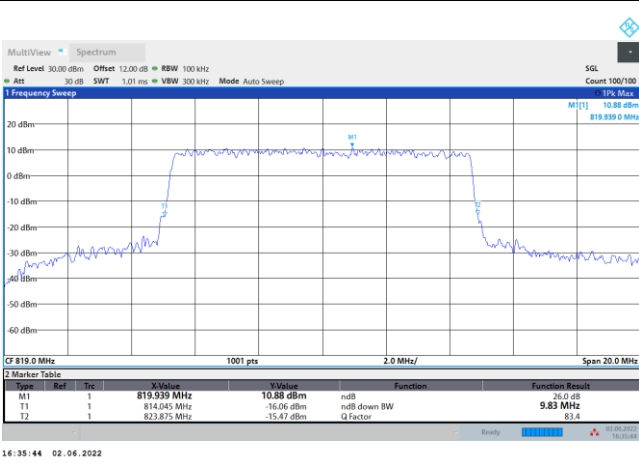 MultiView Spectrum
Ref Level 30.00 dBm Offset 12.00 dB RBW 100 kHz SGL
Att 30 dB SWT 1.01 ms VBW 300 kHz Mode Auto Sweep Count 100/100
1 Frequency Sweep 1Pk Max
M1[1] 10.88 dBm
819.939 0 MHz
20 dBm
M1
10 dBm
0 dBm
-10 dBm
T1 T2
-20 dBm
-30 dBm
-40 dBm
-50 dBm
-60 dBm
CF 819.0 MHz 1001 pts 2.0 MHz/ Span 20.0 MHz
2 Marker Table
Type Ref Trc X-Value Y-Value Function Function Result
M1 1 819.939 MHz 10.88 dBm ndB 26.0 dB
T1 1 814.045 MHz -16.06 dBm ndB down BW 9.83 MHz
T2 1 823.875 MHz -15.47 dBm Q Factor 83.4
Ready 02.06.2022
16:35:44
16:35:44 02.06.2022